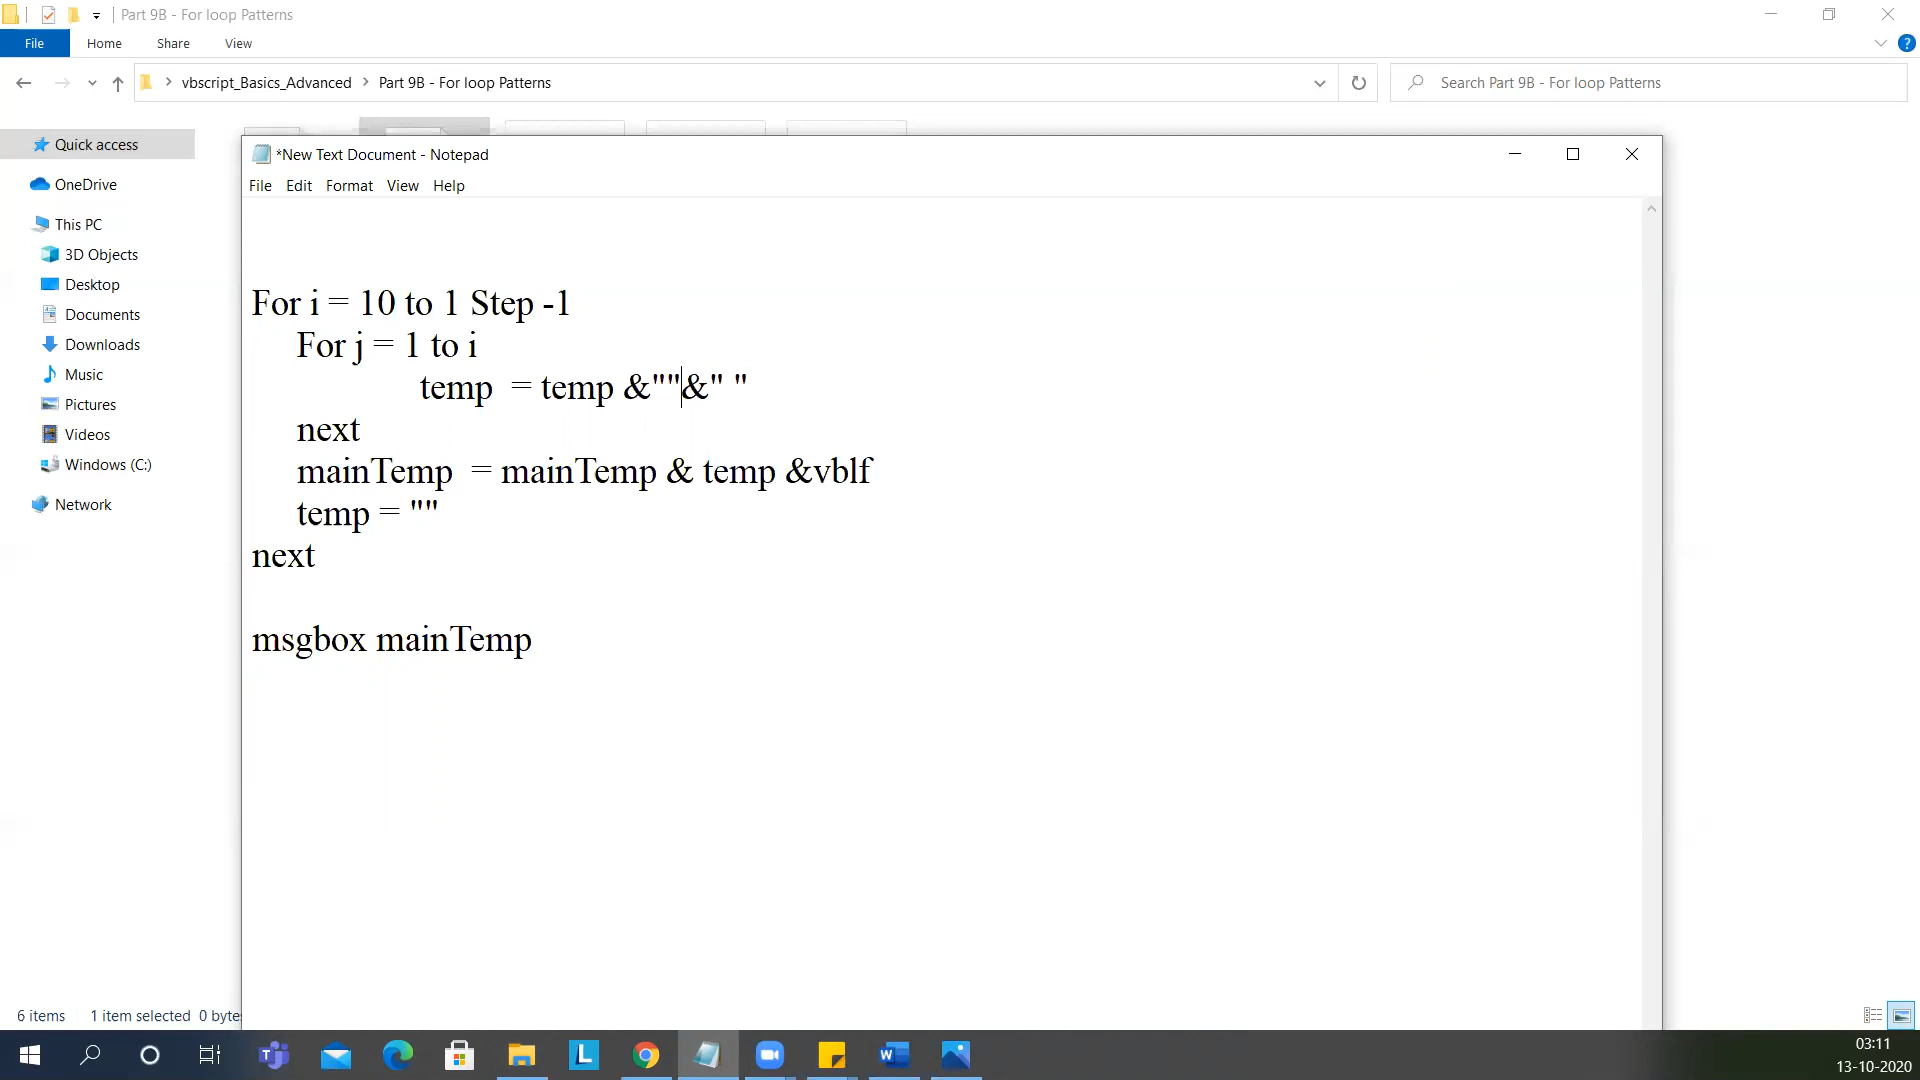 Part 9B - For loop Patterns
File Home Share View
vbscript_Basics_Advanced Part 9B - For loop Patterns
Search Part 9B - For loop Patterns
Quick access
OneDrive
This PC
3D Objects
Desktop
Documents
Downloads
Music
Pictures
Videos
Windows (C:)
Network
*New Text Document - Notepad
File Edit Format View Help
For i = 10 to 1 Step -1
For j = 1 to i
temp  = temp &""&" "
next
mainTemp  = mainTemp & temp &vblf
temp = ""
next
msgbox mainTemp
6 items 1 item selected 0 byte
03:11
13-10-2020